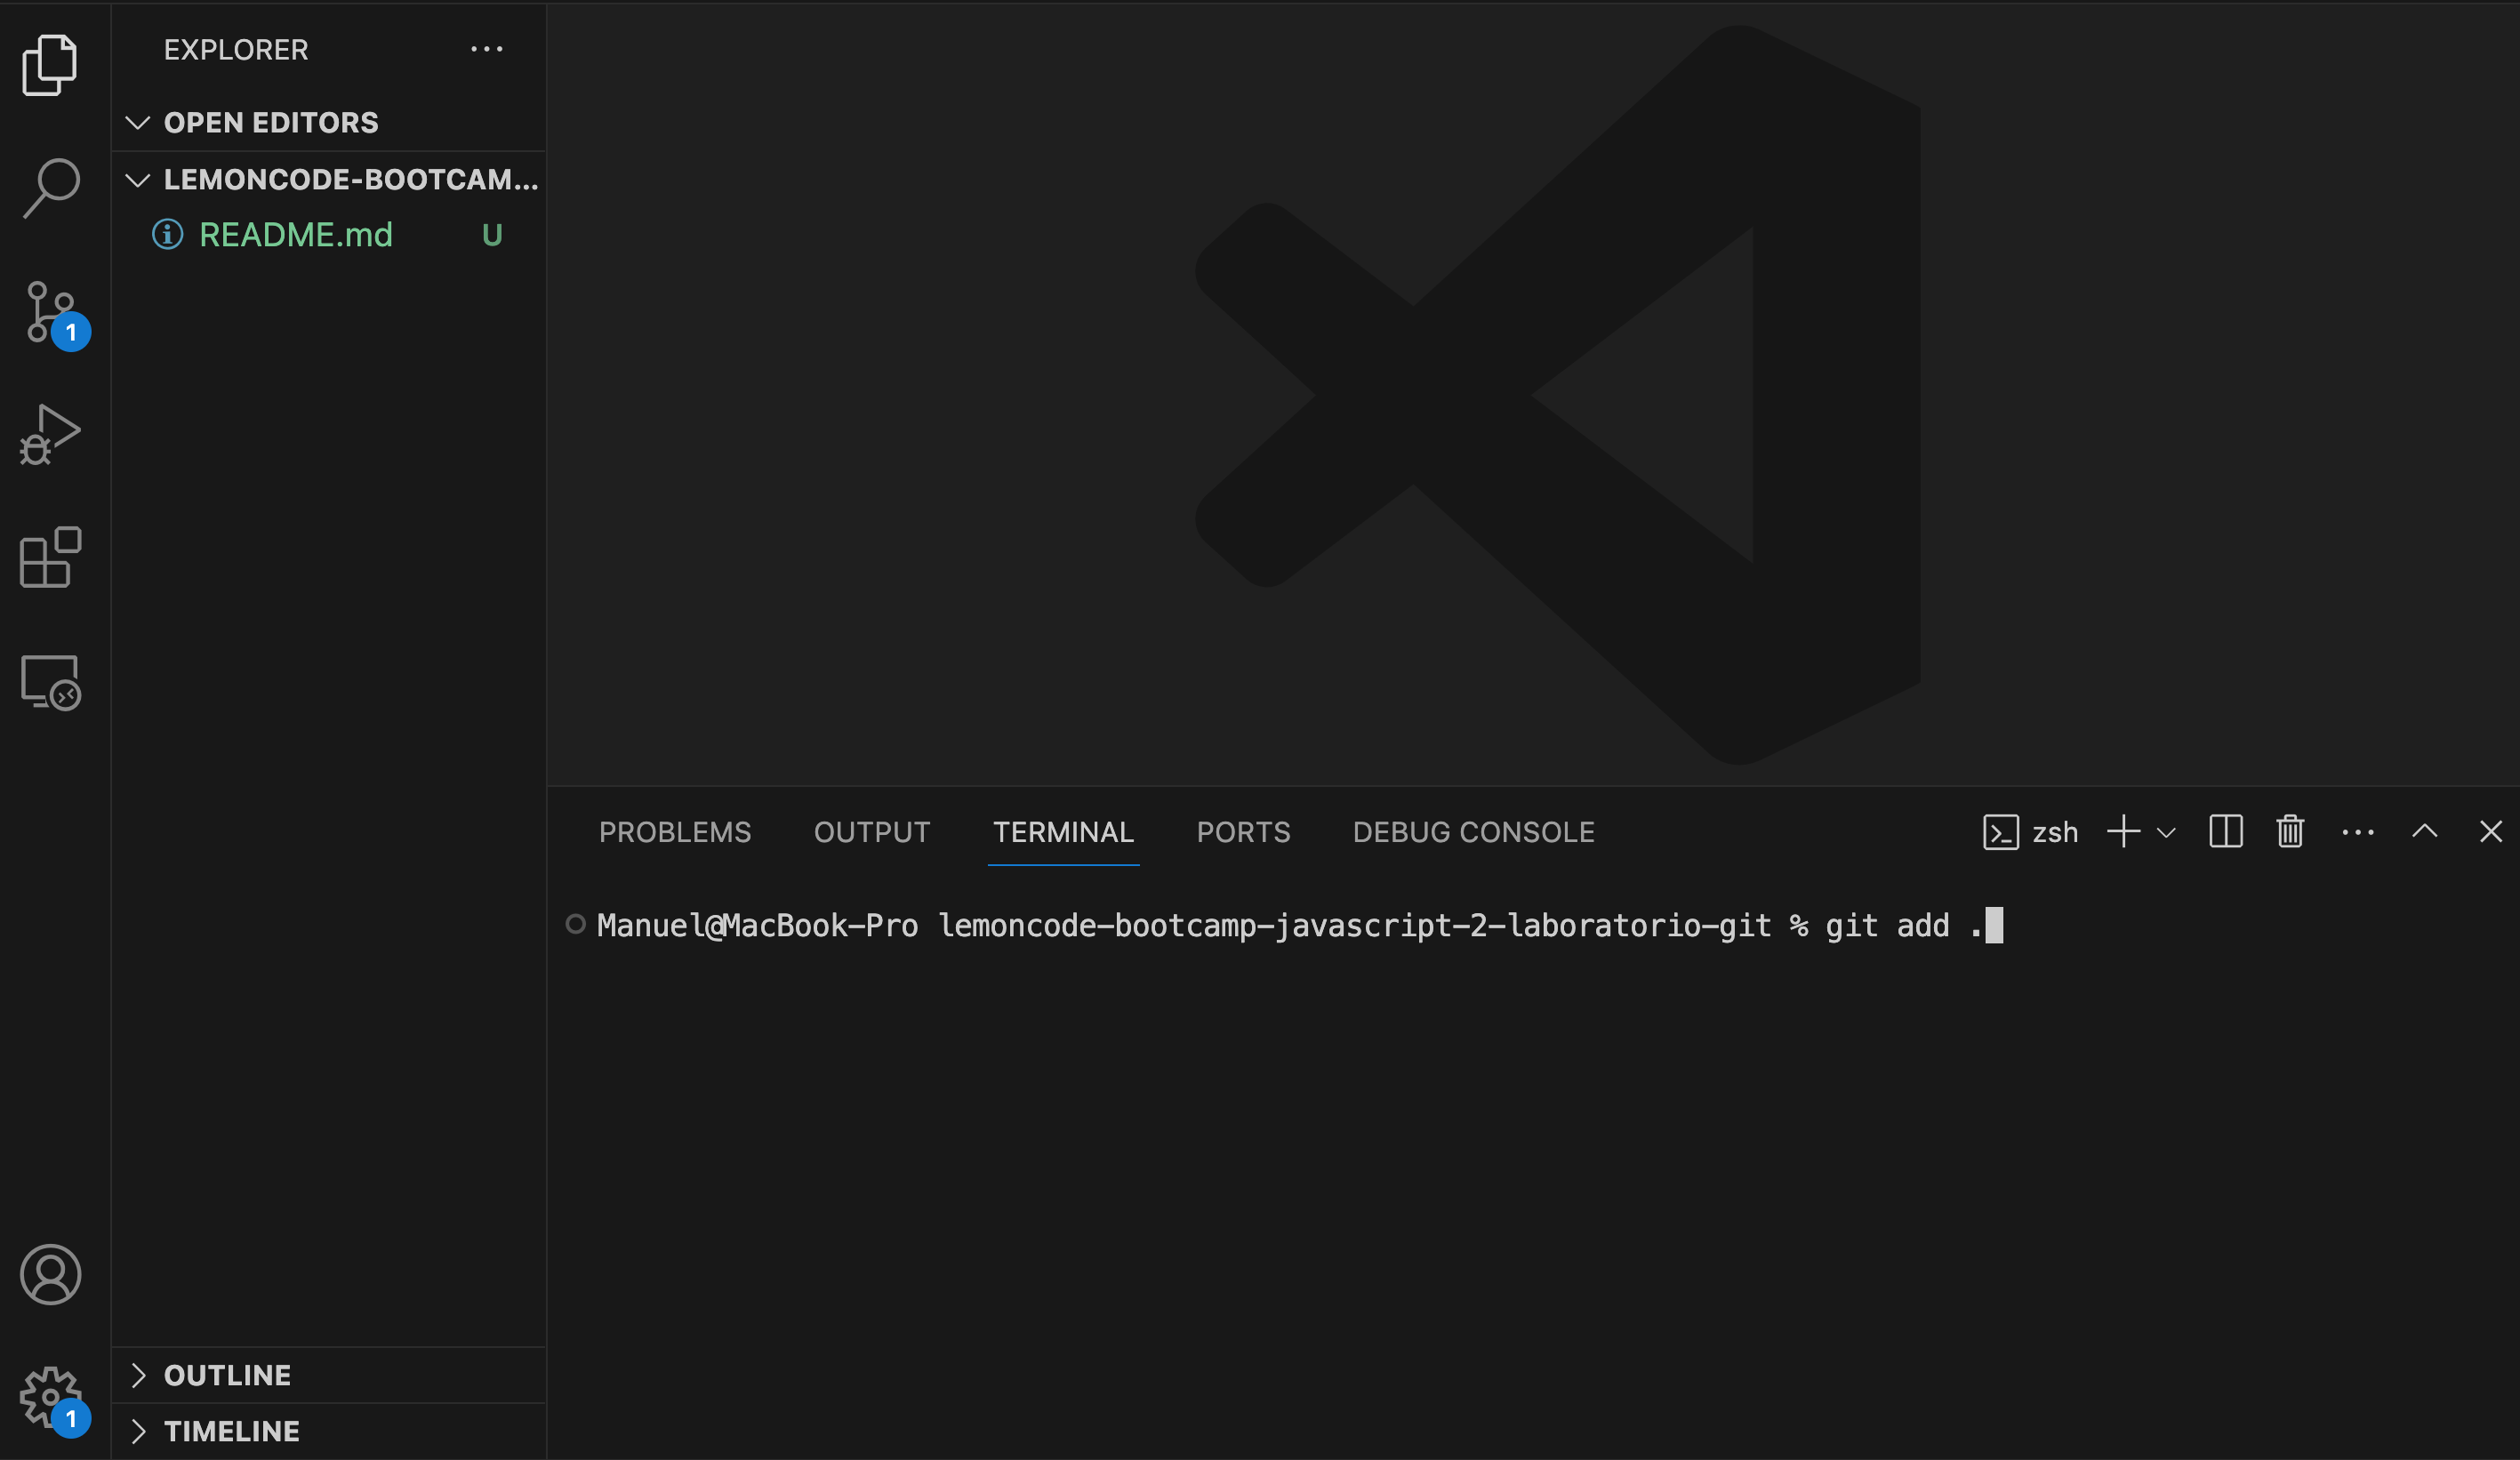 EXPLORER
OPEN EDITORS
LEMONCODE-BOOTCAM...
README.md U
1
OUTLINE
1
TIMELINE
PROBLEMS OUTPUT TERMINAL PORTS DEBUG CONSOLE zsh
Manuel@MacBook-Pro lemoncode-bootcamp-javascript-2-laboratorio-git % git add .